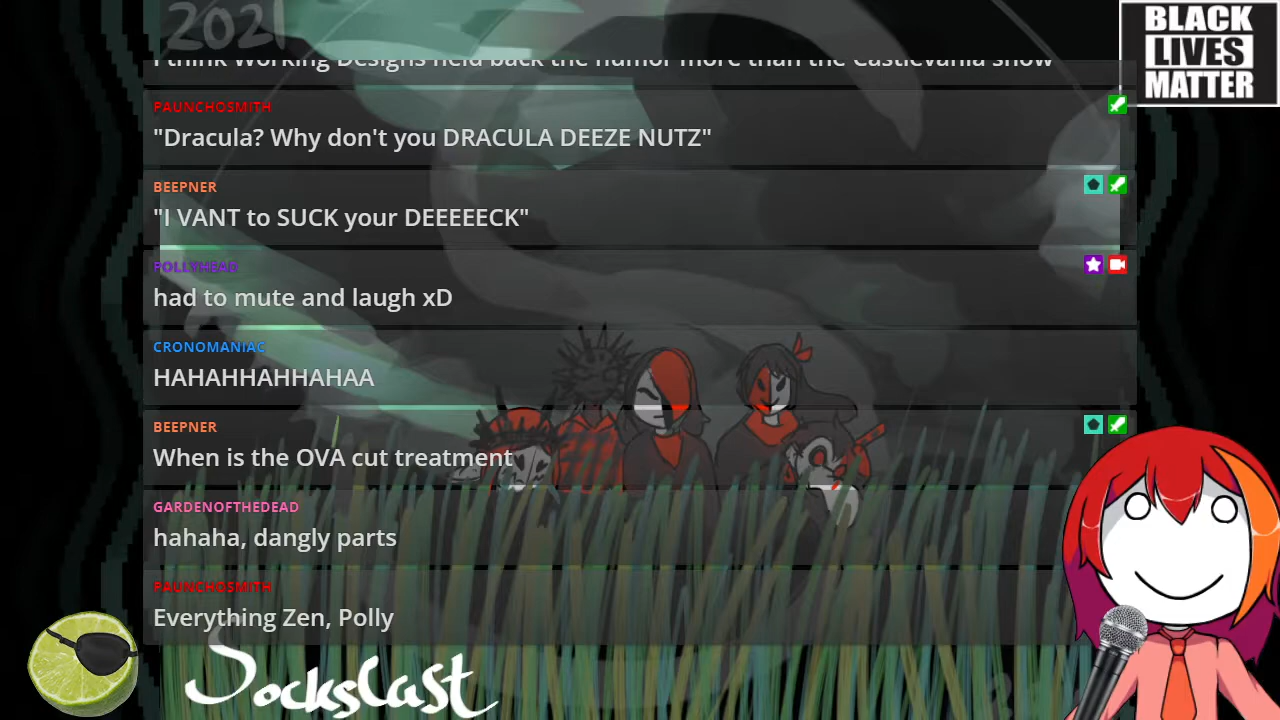 2021
BLACK
LIVES
MATTER
I think Working Designs held back the humor more than the Castlevania show
PAUNCHOSMITH
"Dracula? Why don't you DRACULA DEEZE NUTZ"
BEEPNER
"I VANT to SUCK your DEEEEECK"
POLLYHEAD
had to mute and laugh xD
CRONOMANIAC
HAHAHHAHHAHAA
BEEPNER
When is the OVA cut treatment
GARDENOFTHEDEAD
hahaha, dangly parts
PAUNCHOSMITH
Everything Zen, Polly
SocksCast